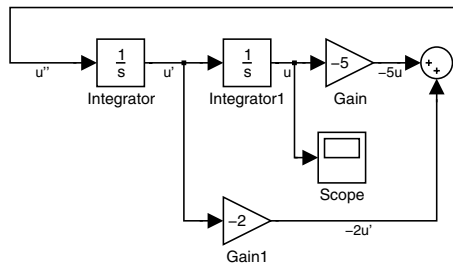 u''
1
s
Integrator
u'
1
s
Integrator1
u
−5
Gain
−5u
+
+
Scope
−2
Gain1
−2u'